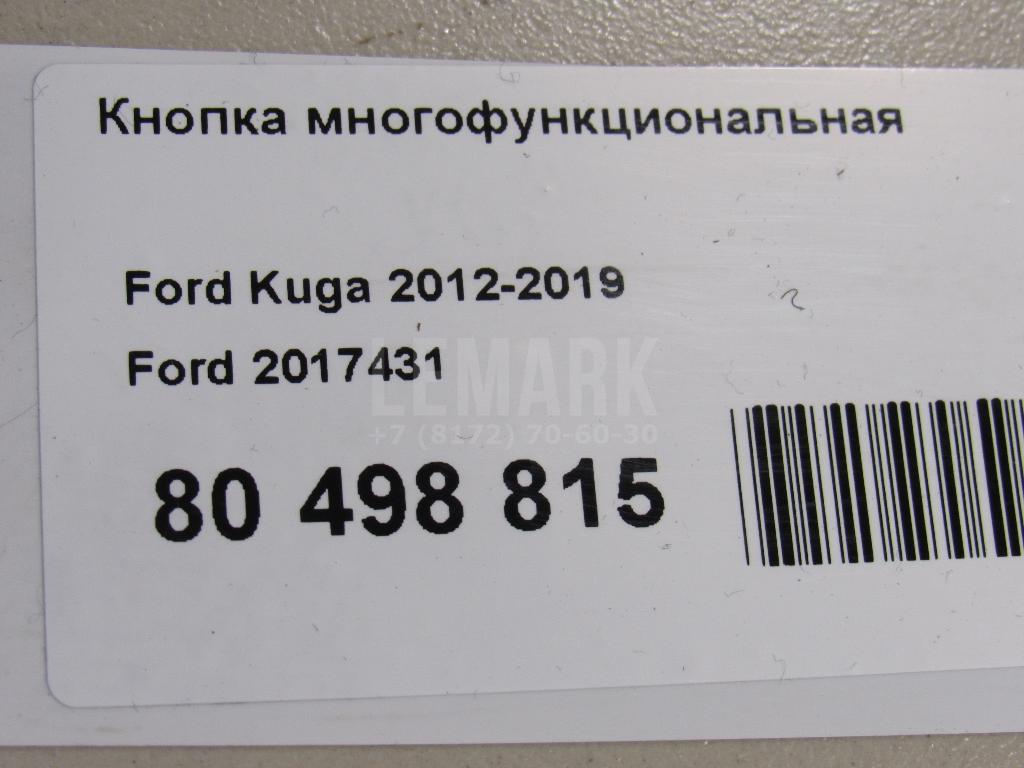 Кнопка многофункциональная
Ford Kuga 2012-2019
Ford 2017431
LEMARK
+7 (8172) 70-60-30
80 498 815